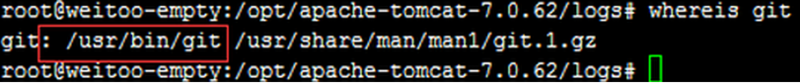 root@weitoo-empty:/opt/apache-tomcat-7.0.62/logs# whereis git
git: /usr/bin/git /usr/share/man/man1/git.1.gz
root@weitoo-empty:/opt/apache-tomcat-7.0.62/logs#